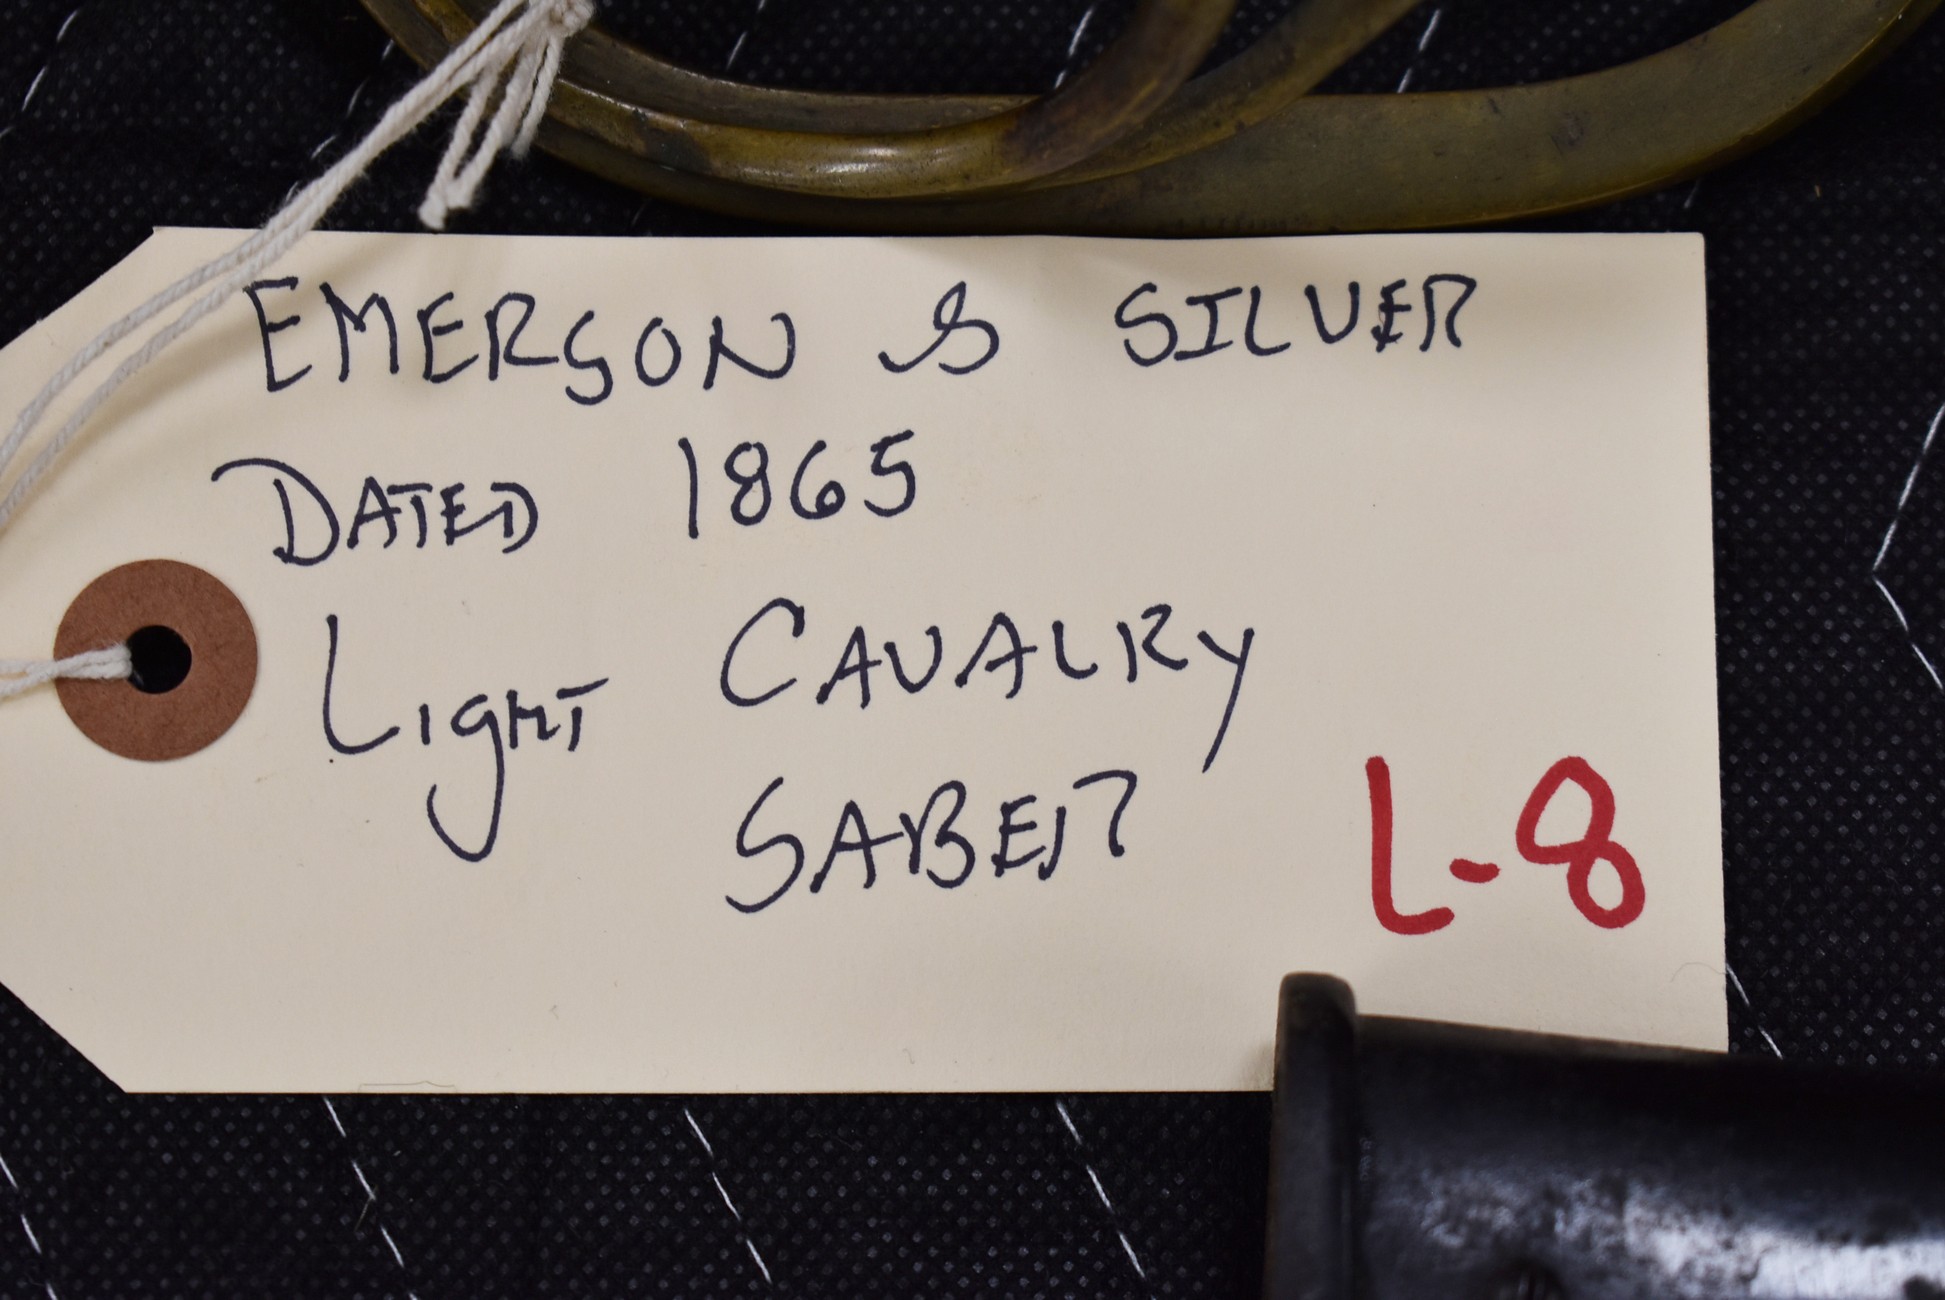 EMERSON & SILVER
DATED 1865
LIGHT CAVALRY
SABER
L-8